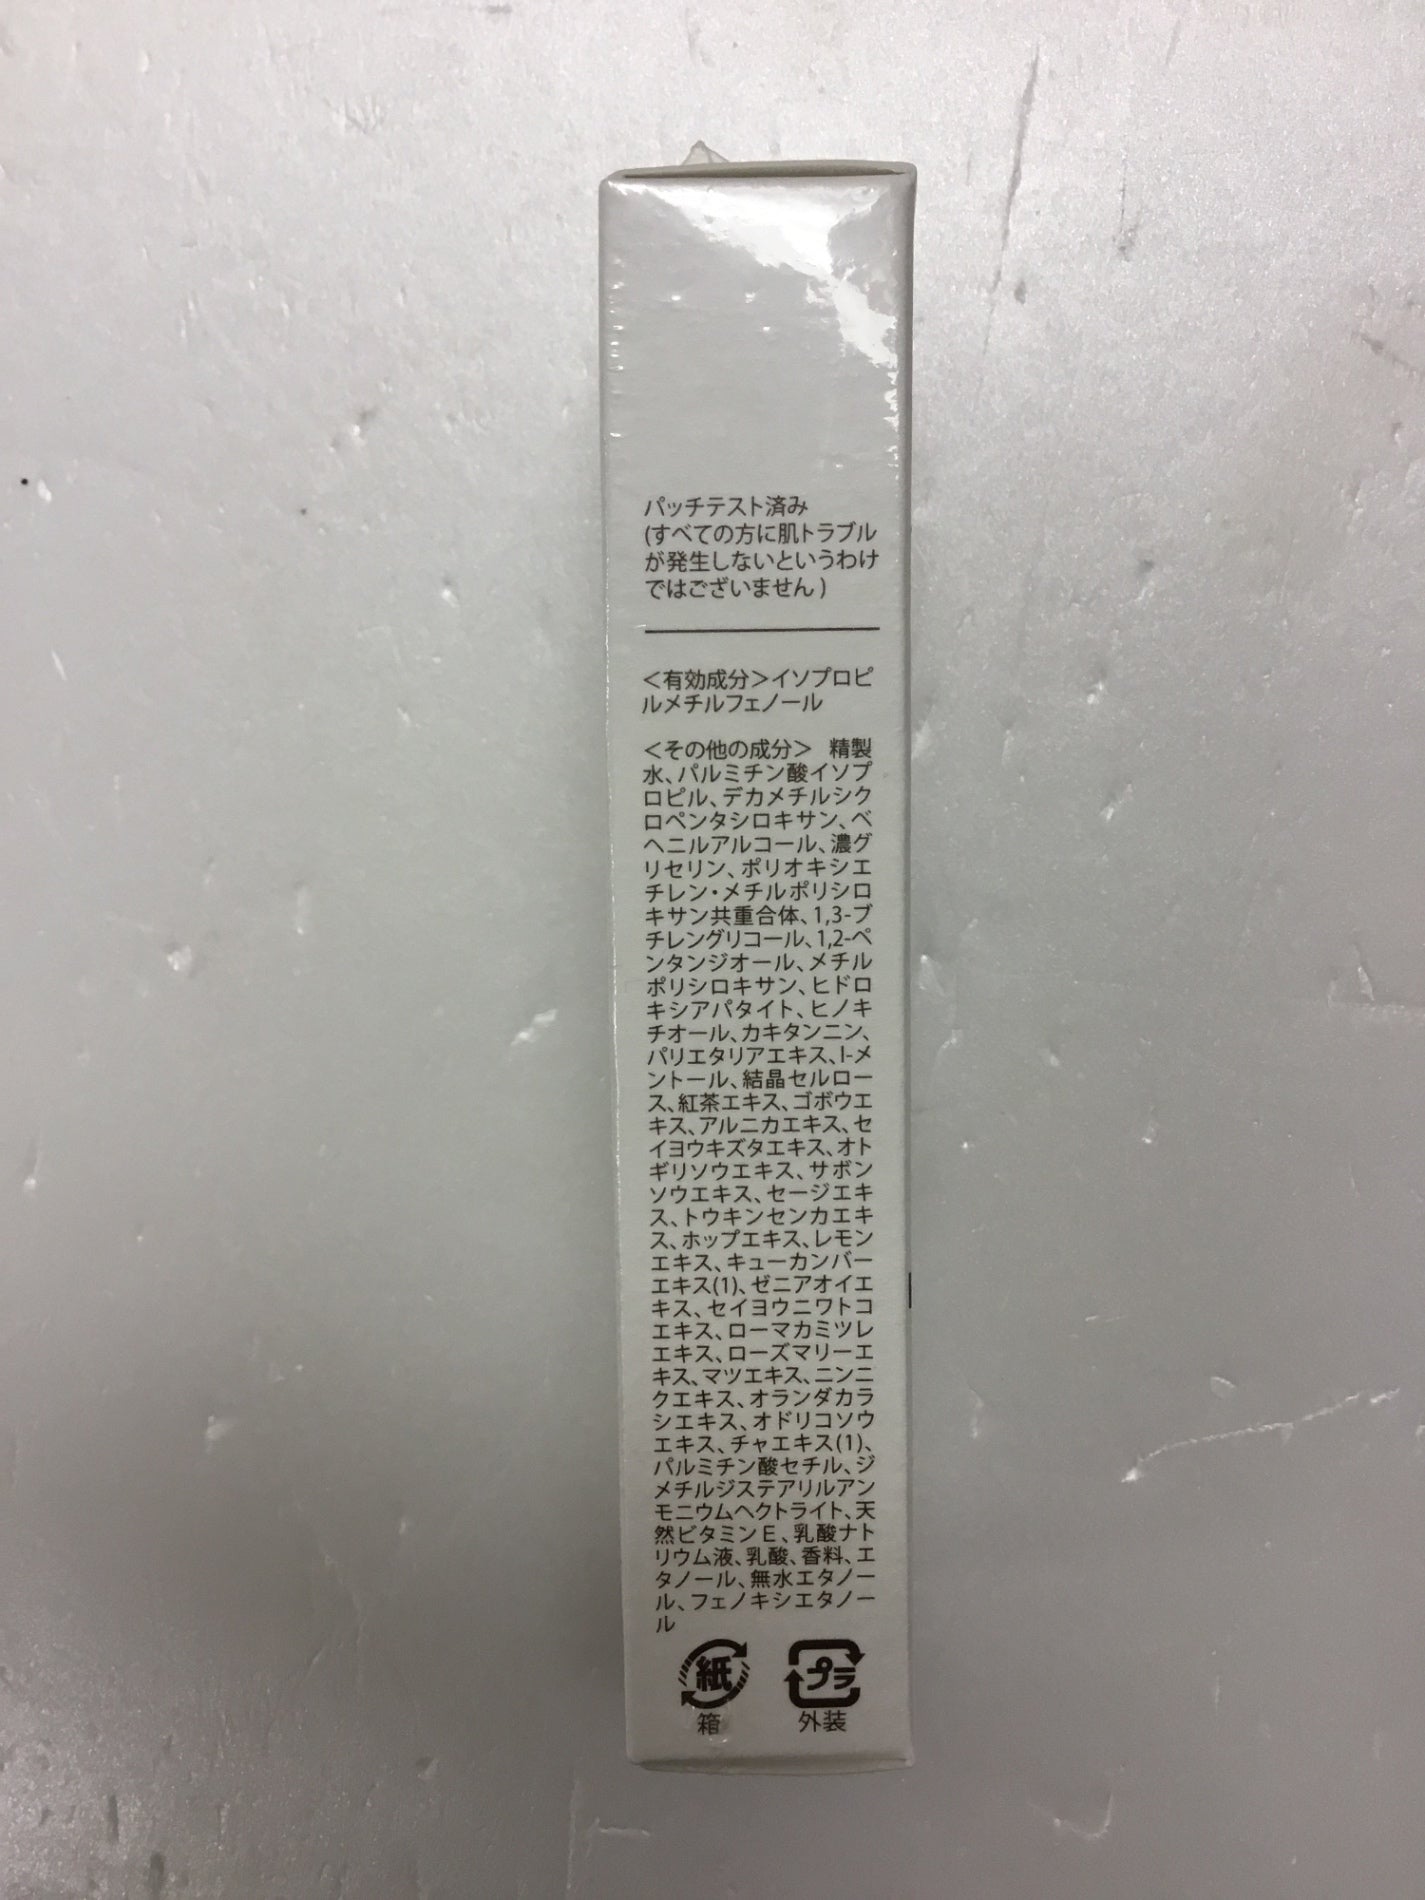 パッチテスト済み
(すべての方に肌トラブル
が発生しないというわけ
ではございません)
＜有効成分＞イソプロピ
ルメチルフェノール
＜その他の成分＞　精製
水、パルミチン酸イソプ
ロピル、デカメチルシク
ロペンタシロキサン、ベ
ヘニルアルコール、濃グ
リセリン、ポリオキシエ
チレン・メチルポリシロ
キサン共重合体、1,3-ブ
チレングリコール、1,2-ペ
ンタンジオール、メチル
ポリシロキサン、ヒドロ
キシアパタイト、ヒノキ
チオール、カキタンニン、
パリエタリアエキス、l-メ
ントール、結晶セルロー
ス、紅茶エキス、ゴボウエ
キス、アルニカエキス、セ
イヨウキズタエキス、オト
ギリソウエキス、サボン
ソウエキス、セージエキ
ス、トウキンセンカエキ
ス、ホップエキス、レモン
エキス、キューカンバー
エキス(1)、ゼニアオイエ
キス、セイヨウニワトコ
エキス、ローマカミツレ
エキス、ローズマリーエ
キス、マツエキス、ニンニ
クエキス、オランダカラ
シエキス、オドリコソウ
エキス、チャエキス(1)、
パルミチン酸セチル、ジ
メチルジステアリルアン
モニウムヘクトライト、天
然ビタミンE、乳酸ナト
リウム液、乳酸、香料、エ
タノール、無水エタノー
ル、フェノキシエタノー
ル
紙 プラ
箱 外装